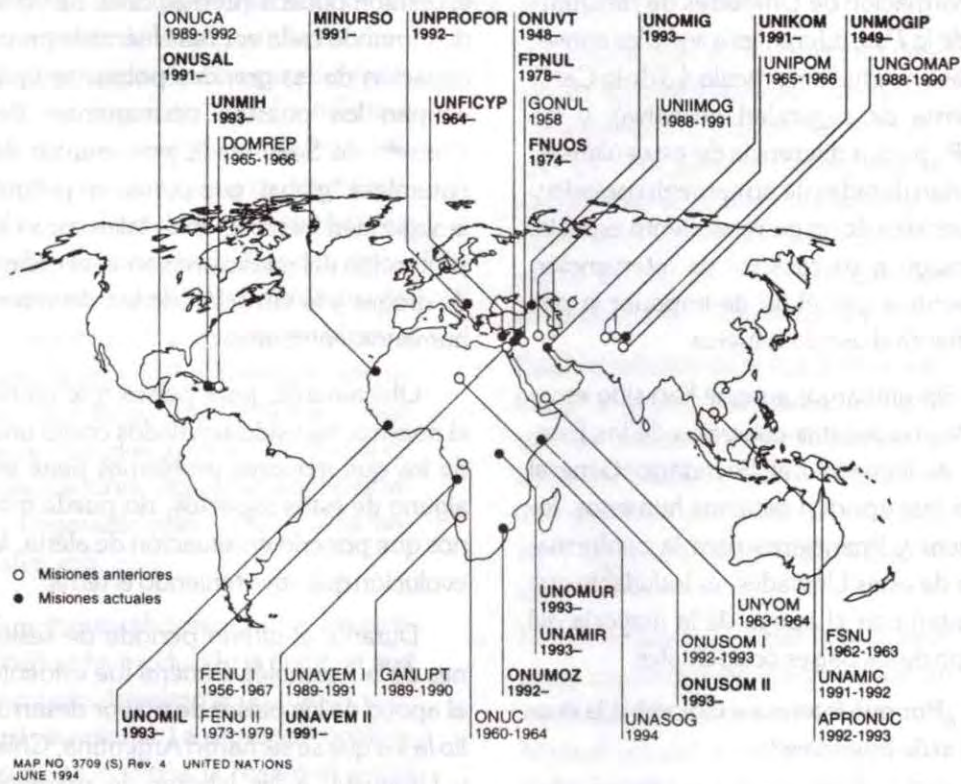 ONUCA
1989-1992
ONUSAL
1991–
MINURSO
1991–
UNPROFOR
1992–
ONUVT
1948–
FPNUL
1978–
UNOMIG
1993–
UNIKOM
1991–
UNIPOM
1965-1966
UNMOGIP
1949–
UNGOMAP
1988-1990
UNMIH
1993–
DOMREP
1965-1966
UNFICYP
1964–
GONUL
1958
FNUOS
1974–
UNIIMOG
1988-1991
○ Misiones anteriores
● Misiones actuales
UNOMUR
1993–
UNAMIR
1993–
UNYOM
1963-1964
ONUSOM I
1992-1993
ONUSOM II
1993–
FSNU
1962-1963
UNAMIC
1991-1992
APRONUC
1992-1993
UNOMIL
1993–
FENU I
1956-1967
FENU II
1973-1979
UNAVEM I
1989-1991
UNAVEM II
1991–
GANUPT
1989-1990
ONUC
1960-1964
ONUMOZ
1992–
UNASOG
1994
MAP NO. 3709 (S) Rev. 4 UNITED NATIONS
JUNE 1994